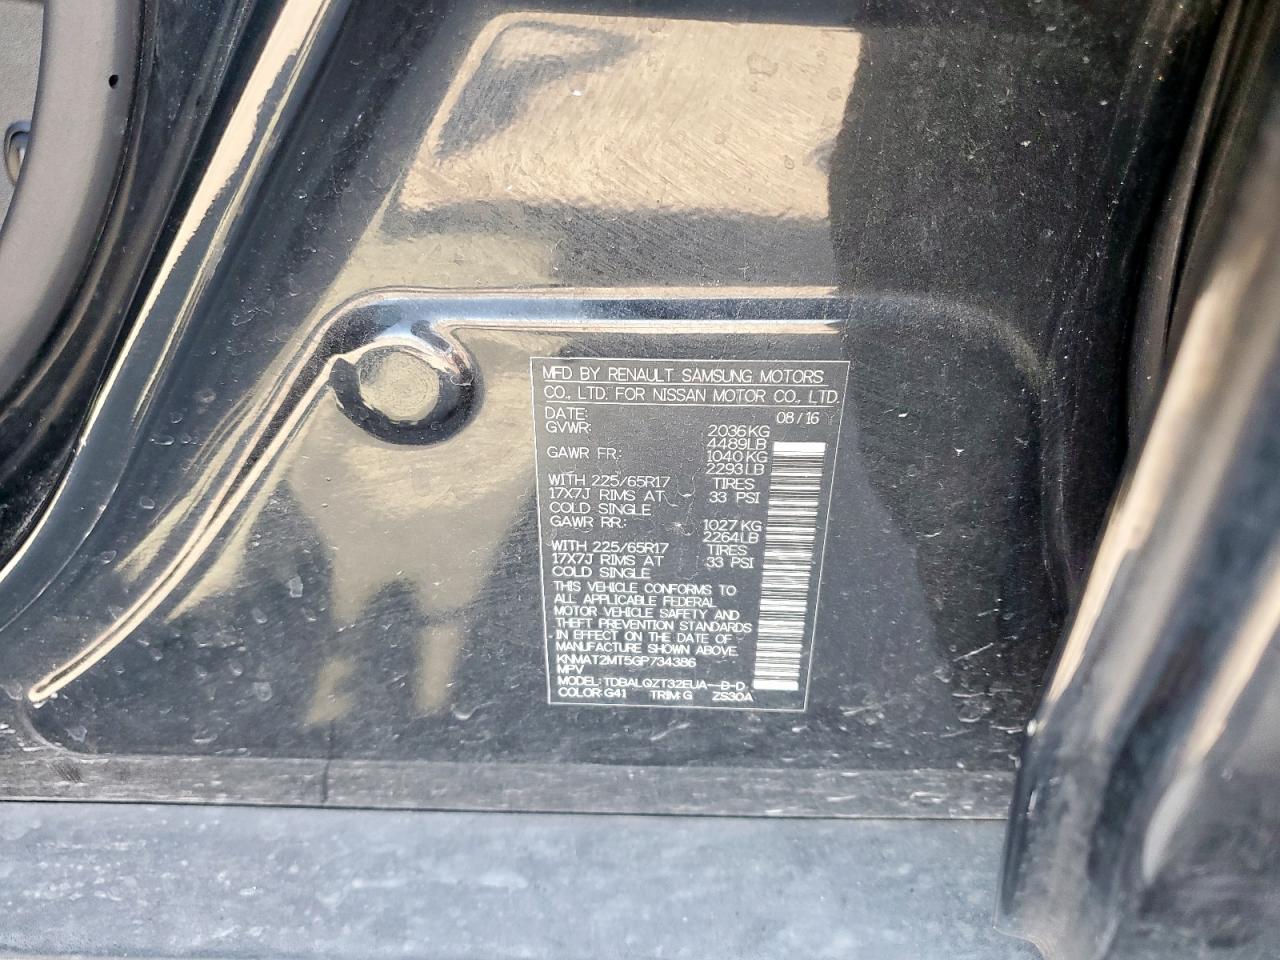 MFD BY RENAULT SAMSUNG MOTORS
CO., LTD. FOR NISSAN MOTOR CO., LTD.
DATE: 08/16
GVWR: 2036KG
4489LB
GAWR FR: 1040KG
2293LB
WITH 225/65R17 TIRES
17X7J RIMS AT 33 PSI
COLD SINGLE
GAWR RR: 1027KG
2264LB
WITH 225/65R17 TIRES
17X7J RIMS AT 33 PSI
COLD SINGLE
THIS VEHICLE CONFORMS TO
ALL APPLICABLE FEDERAL
MOTOR VEHICLE SAFETY AND
THEFT PREVENTION STANDARDS
IN EFFECT ON THE DATE OF
MANUFACTURE SHOWN ABOVE.
KNMAT2MT5GP734386
MPV
MODEL: TDBALQZT32EUA--B-D
COLOR: G41 TRIM: G ZS30A